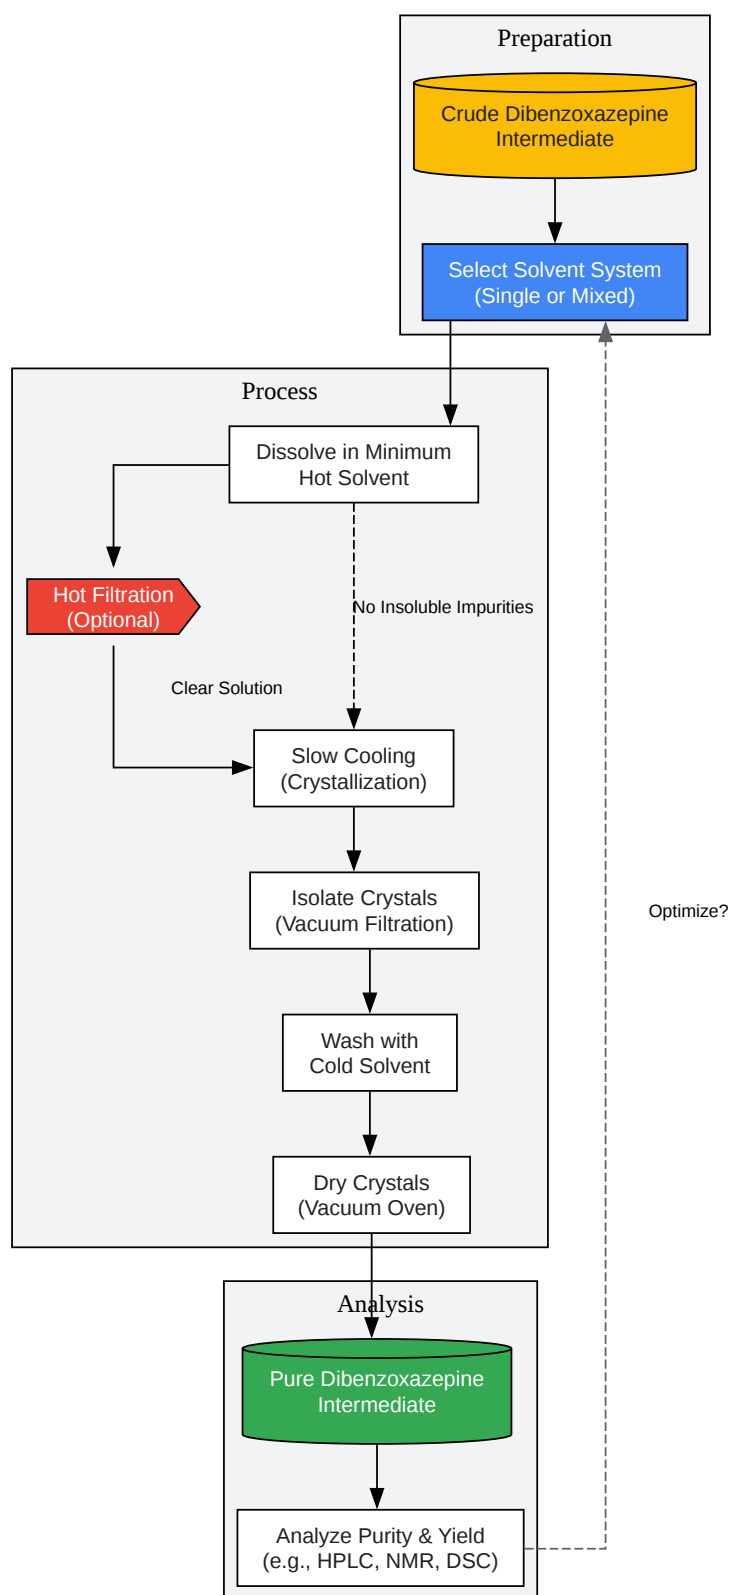 Preparation
Crude Dibenzoxazepine
Intermediate
Select Solvent System
(Single or Mixed)
Process
Dissolve in Minimum
Hot Solvent
Hot Filtration
(Optional)
No Insoluble Impurities
Clear Solution
Slow Cooling
(Crystallization)
Isolate Crystals
(Vacuum Filtration)
Optimize?
Wash with
Cold Solvent
Dry Crystals
(Vacuum Oven)
Analysis
Pure Dibenzoxazepine
Intermediate
Analyze Purity & Yield
(e.g., HPLC, NMR, DSC)